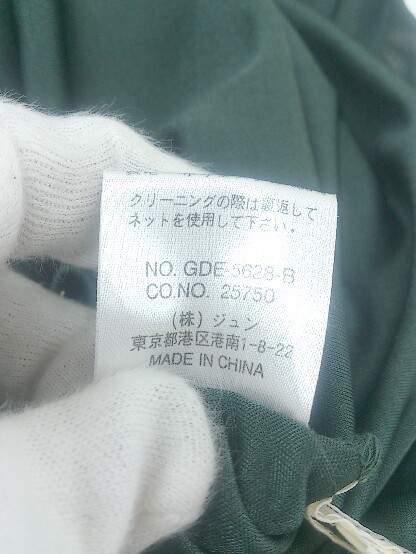 クリーニングの際は裏返して
ネットを使用して下さい。
NO. GDE-5628-B
CO.NO. 25750
(株) ジュン
東京都港区港南1-8-22
MADE IN CHINA